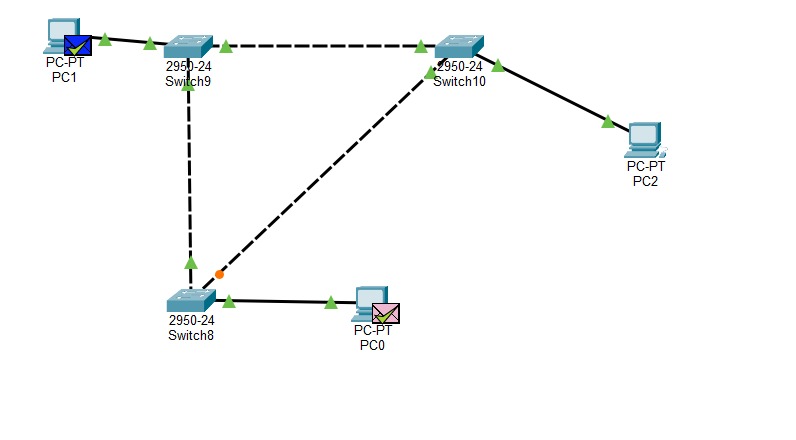 PC-PT
PC1
2950-24
Switch9
2950-24
Switch10
PC-PT
PC2
2950-24
Switch8
PC-PT
PC0